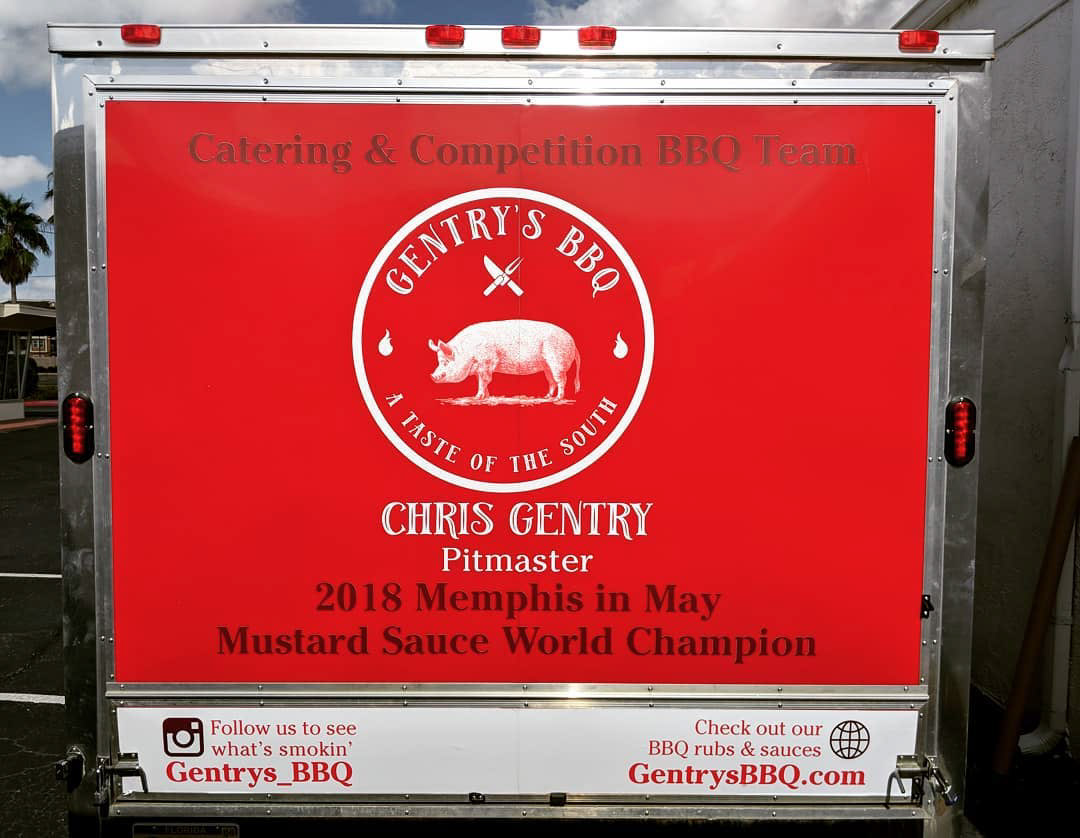 Catering & Competition BBQ Team
GENTRY'S BBQ
A TASTE OF THE SOUTH
CHRIS GENTRY
Pitmaster
2018 Memphis in May
Mustard Sauce World Champion
Follow us to see
what's smokin'
Gentrys_BBQ
Check out our
BBQ rubs & sauces
GentrysBBQ.com
FLORIDA